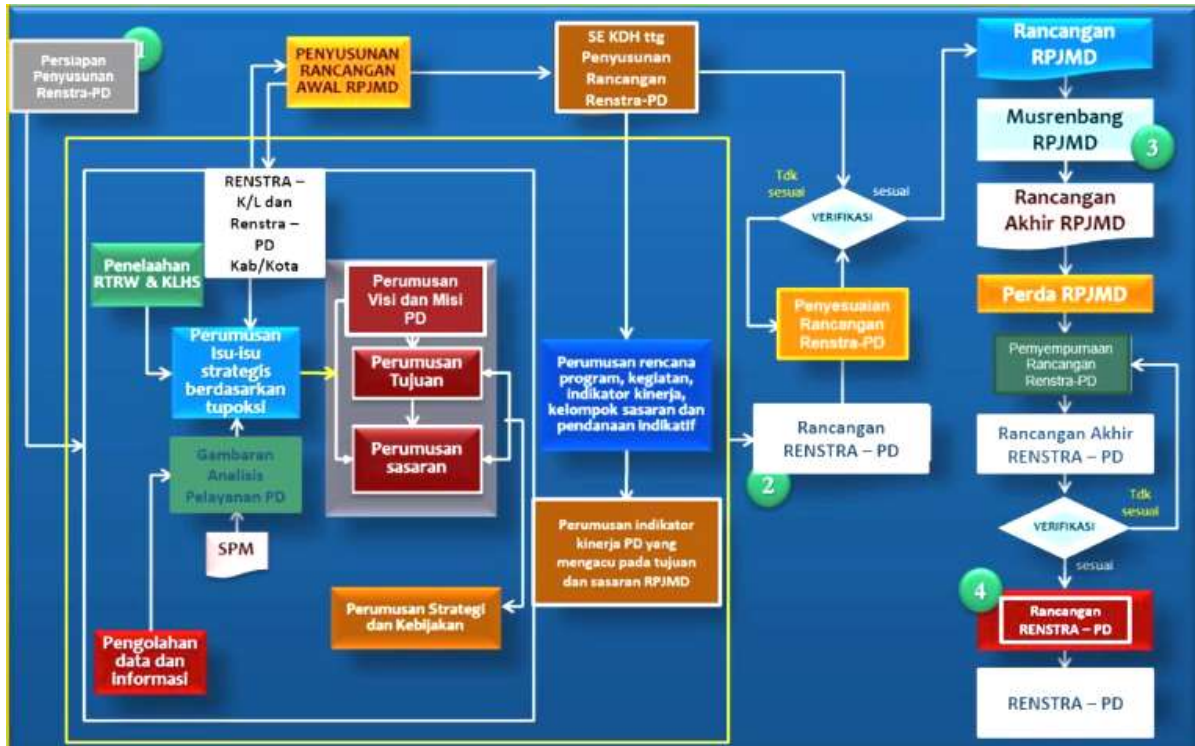 1
Persiapan
Penyusunan
Renstra-PD
PENYUSUNAN
RANCANGAN
AWAL RPJMD
SE KDH ttg
Penyusunan
Rancangan
Renstra-PD
RENSTRA –
K/L dan
Renstra –
PD
Kab/Kota
Penelaahan
RTRW & KLHS
Perumusan
Isu-isu
strategis
berdasarkan
tupoksi
Gambaran
Analisis
Pelayanan PD
SPM
Pengolahan
data dan
informasi
Perumusan
Visi dan Misi
PD
Perumusan
Tujuan
Perumusan
sasaran
Perumusan Strategi
dan Kebijakan
Perumusan rencana
program, kegiatan,
indikator kinerja,
kelompok sasaran dan
pendanaan indikatif
Perumusan indikator
kinerja PD yang
mengacu pada tujuan
dan sasaran RPJMD
Tdk
sesuai
sesuai
VERIFIKASI
Penyesuaian
Rancangan
Renstra-PD
Rancangan
RENSTRA – PD
2
Rancangan
RPJMD
Musrenbang
RPJMD
3
Rancangan
Akhir RPJMD
Perda RPJMD
Pemyempumaan
Rancangan
Renstra-PD
Rancangan Akhir
RENSTRA – PD
Tdk
sesuai
VERIFIKASI
sesuai
4
Rancangan
RENSTRA – PD
RENSTRA – PD